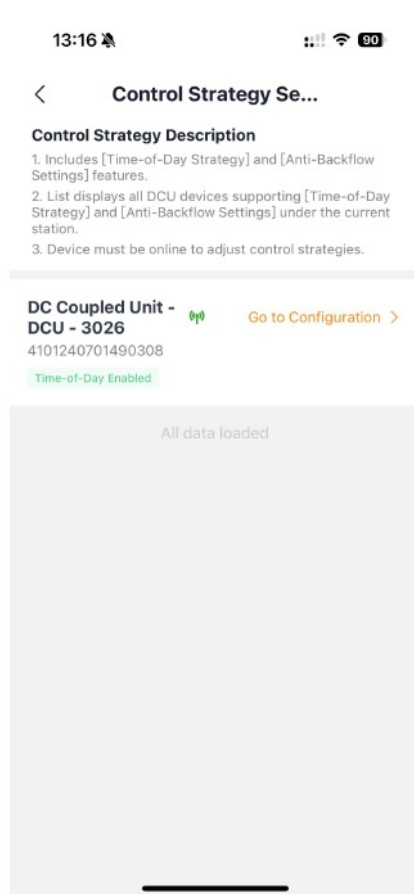 13:16
90
Control Strategy Se...
Control Strategy Description
1. Includes [Time-of-Day Strategy] and [Anti-Backflow
Settings] features.
2. List displays all DCU devices supporting [Time-of-Day
Strategy] and [Anti-Backflow Settings] under the current
station.
3. Device must be online to adjust control strategies.
DC Coupled Unit -
DCU - 3026
Go to Configuration >
4101240701490308
Time-of-Day Enabled
All data loaded